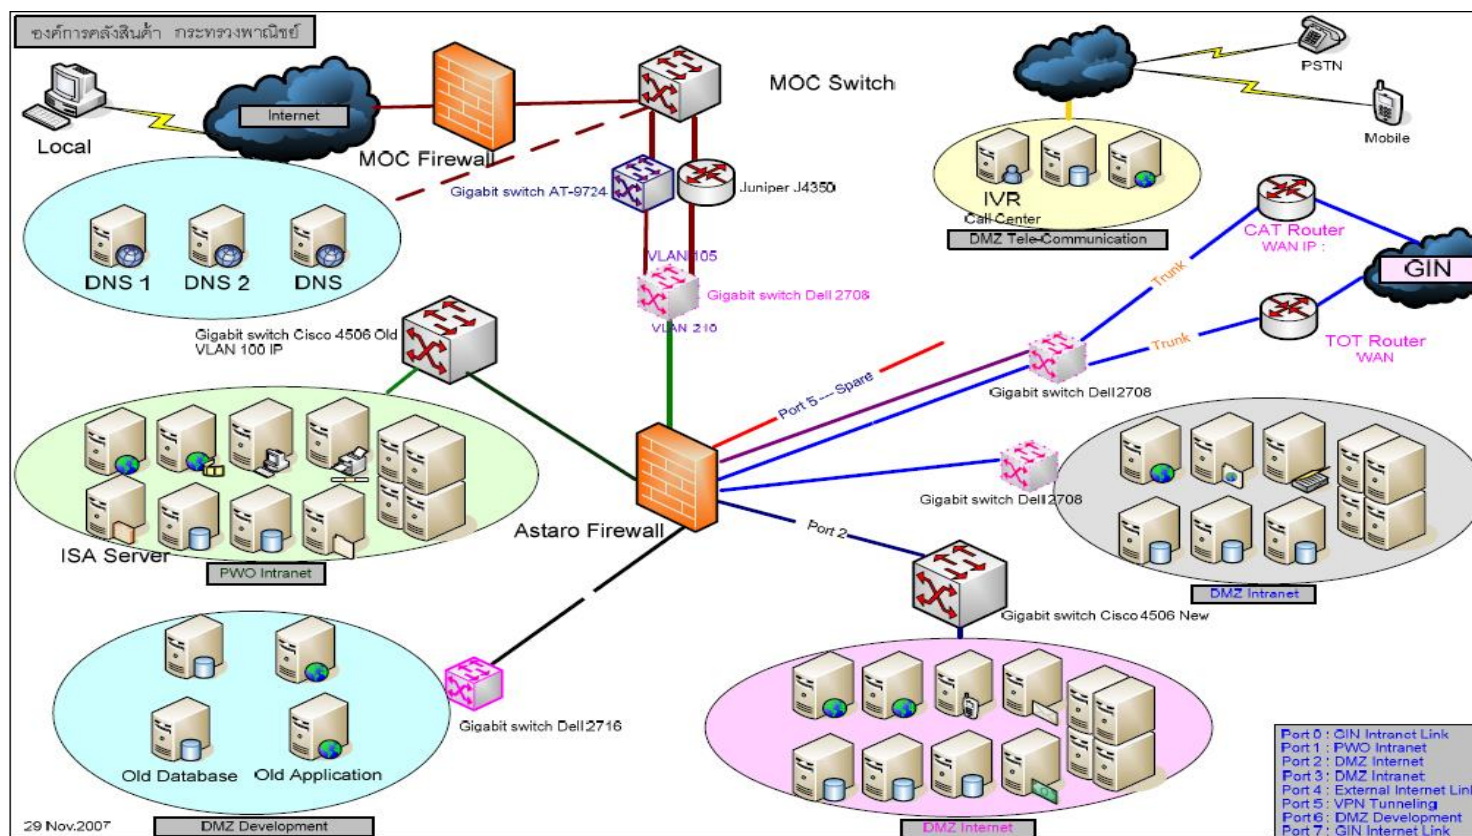 องค์การคลังสินค้า กระทรวงพาณิชย์
PSTN
MOC Switch
Internet
Mobile
Local
MOC Firewall
Gigabit switch AT-9724
Juniper J4350
IVR
Call Center
DMZ Tele-Communication
CAT Router
WAN IP :
GIN
DNS 1
DNS 2
DNS
VLAN 105
Trunk
Gigabit switch Dell 2708
VLAN 210
Gigabit switch Cisco 4506 Old
VLAN 100 IP
Trunk
TOT Router
WAN
Port 5 --- Spare
Gigabit switch Dell 2708
Gigabit switch Dell 2708
Astaro Firewall
Port 2
ISA Server
PWO Intranet
DMZ Intranet
Gigabit switch Cisco 4506 New
Gigabit switch Dell 2716
Old Database
Old Application
Port 0 : GIN Intranet Link
Port 1 : PWO Intranet
Port 2 : DMZ Internet
Port 3 : DMZ Intranet
Port 4 : External Internet Link
Port 5 : VPN Tunneling
Port 6 : DMZ Development
Port 7 : GIN Internet Link
29 Nov.2007
DMZ Development
DMZ Internet